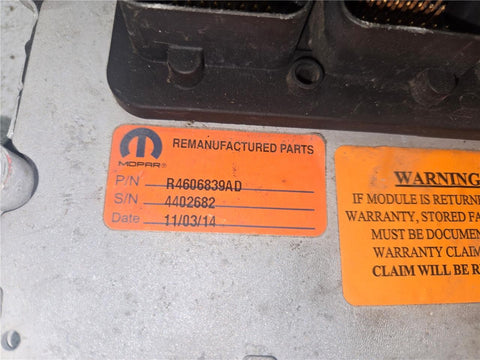 REMANUFACTURED PARTS
MOPAR®
P/N R4606839AD
S/N 4402682
Date 11/03/14
WARNING
IF MODULE IS RETURNE
WARRANTY, STORED FA
MUST BE DOCUMEN
WARRANTY CLAIM
CLAIM WILL BE R